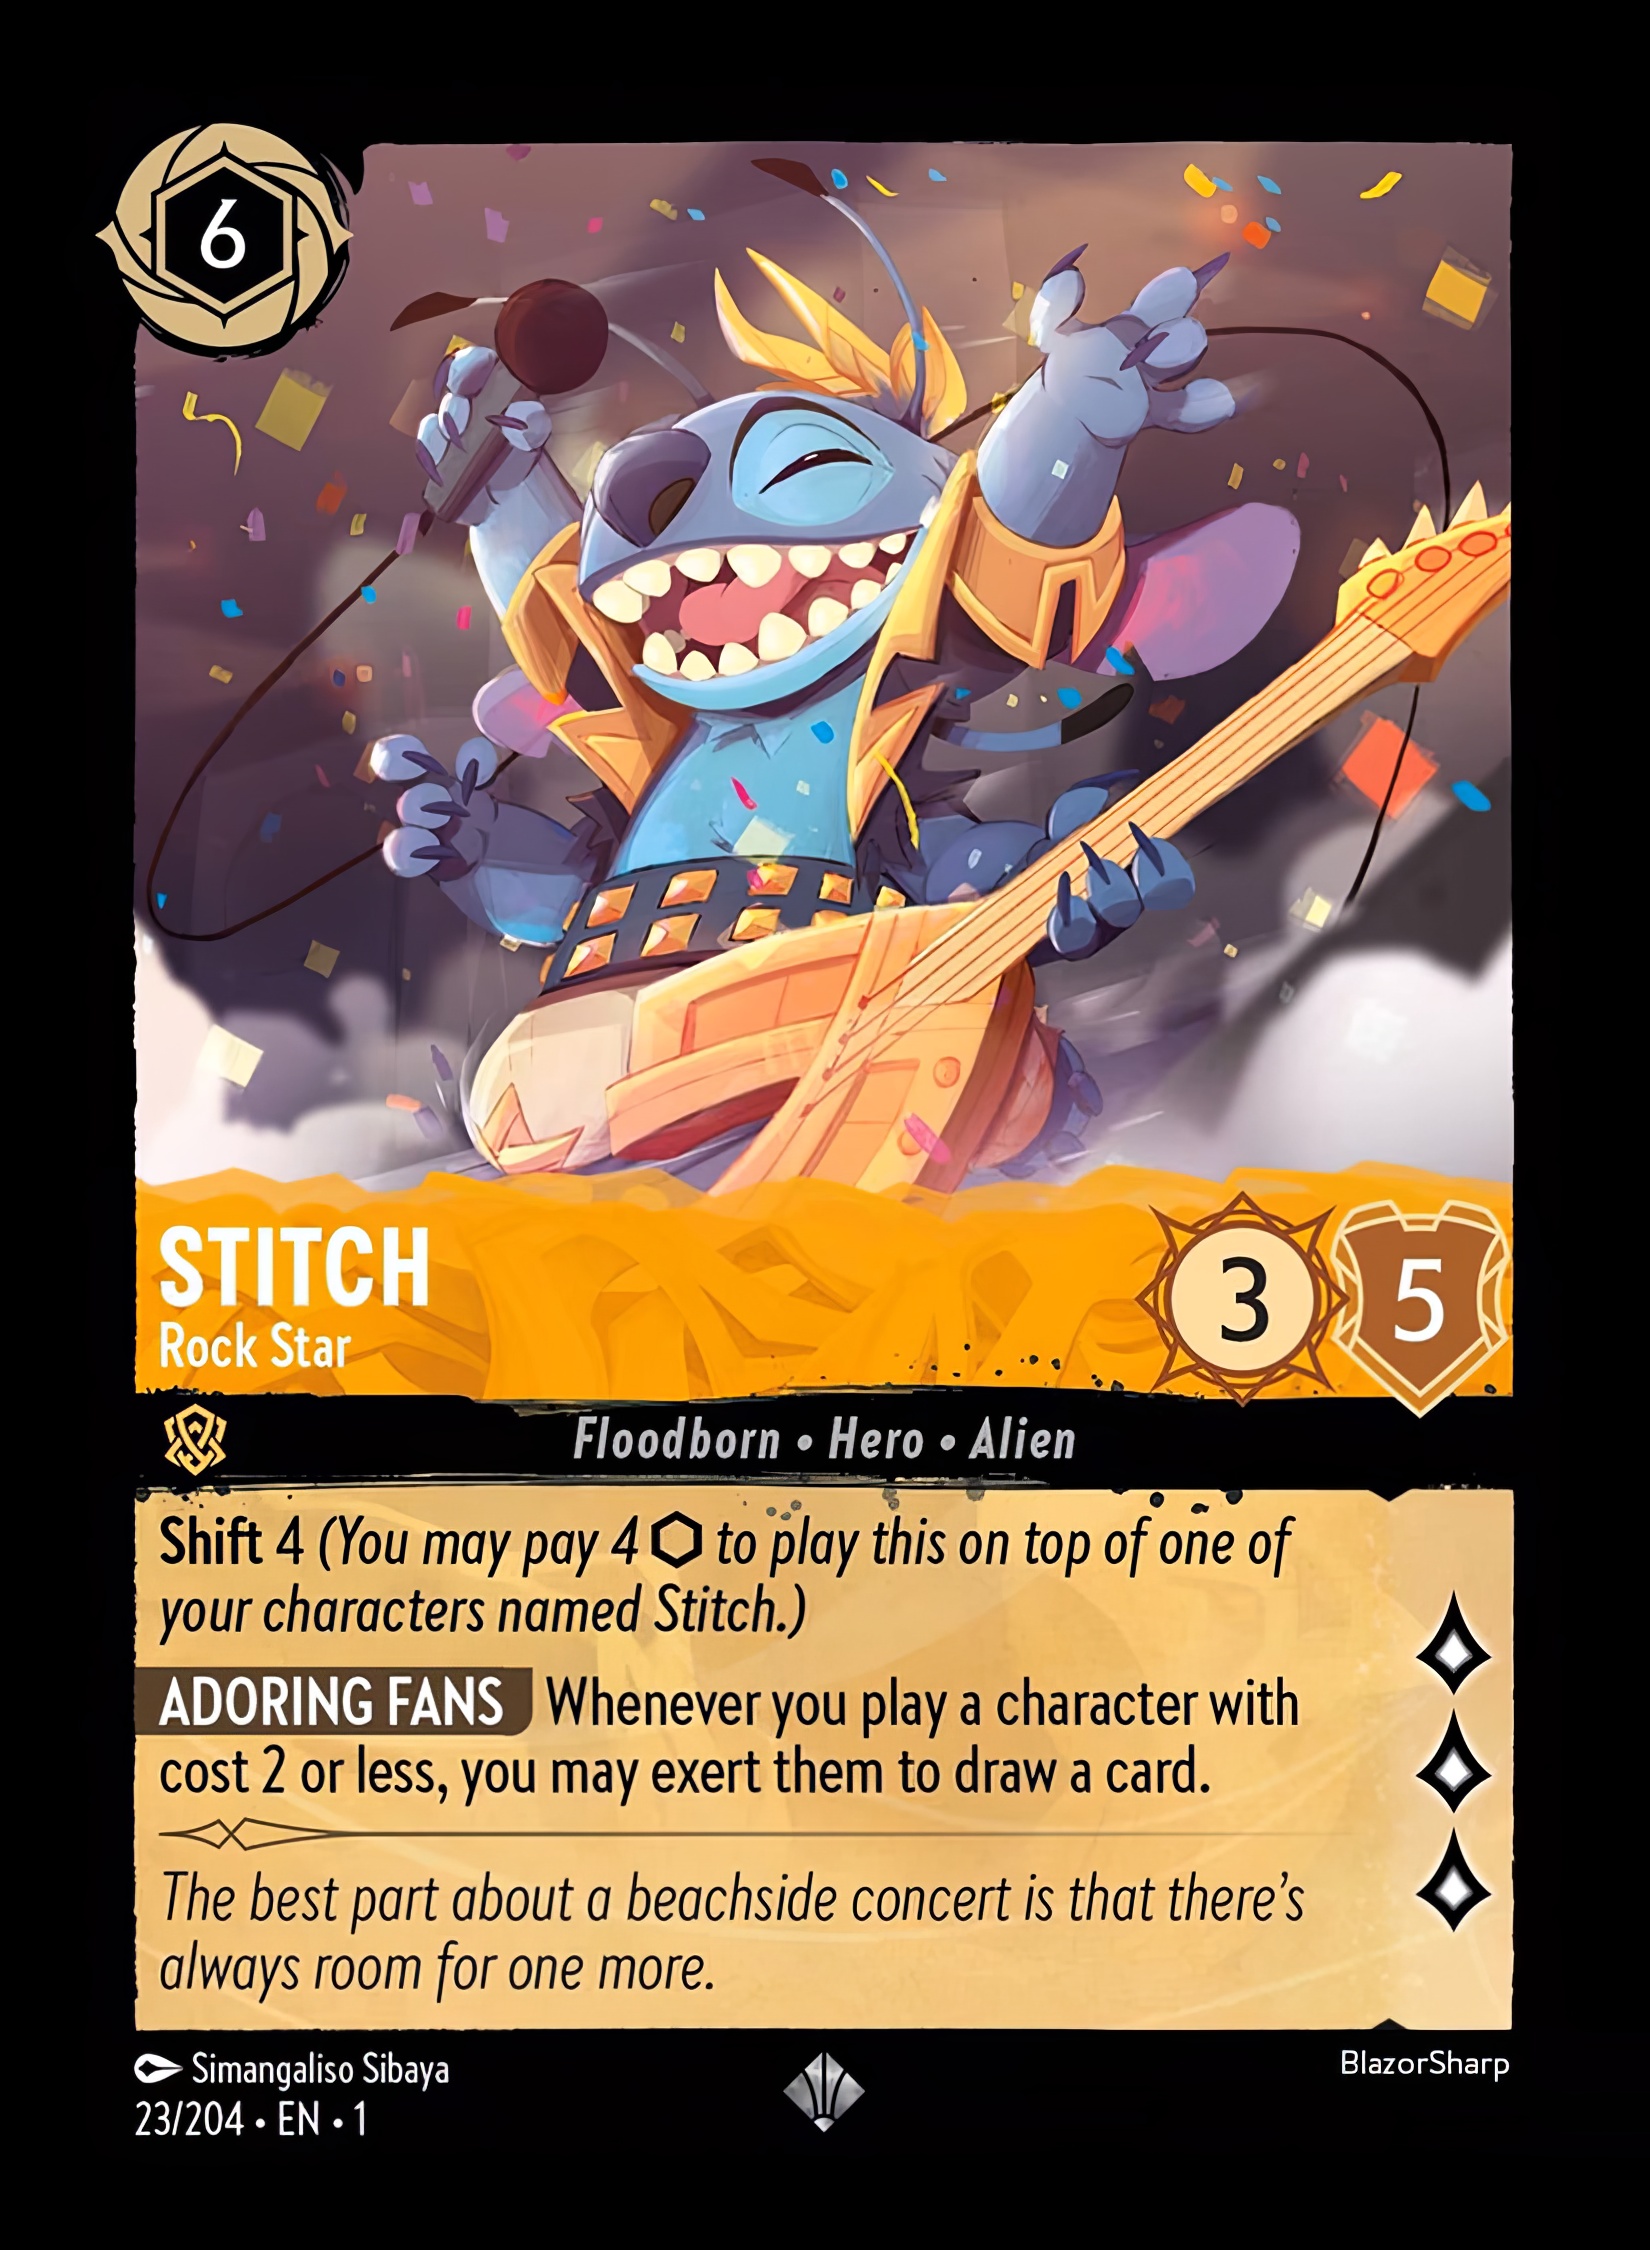 6
STITCH
Rock Star
3
5
Floodborn • Hero • Alien
Shift 4 (You may pay 4 ⬡ to play this on top of one of
your characters named Stitch.)
ADORING FANS Whenever you play a character with
cost 2 or less, you may exert them to draw a card.
The best part about a beachside concert is that there’s
always room for one more.
Simangaliso Sibaya
23/204 • EN • 1
BlazorSharp